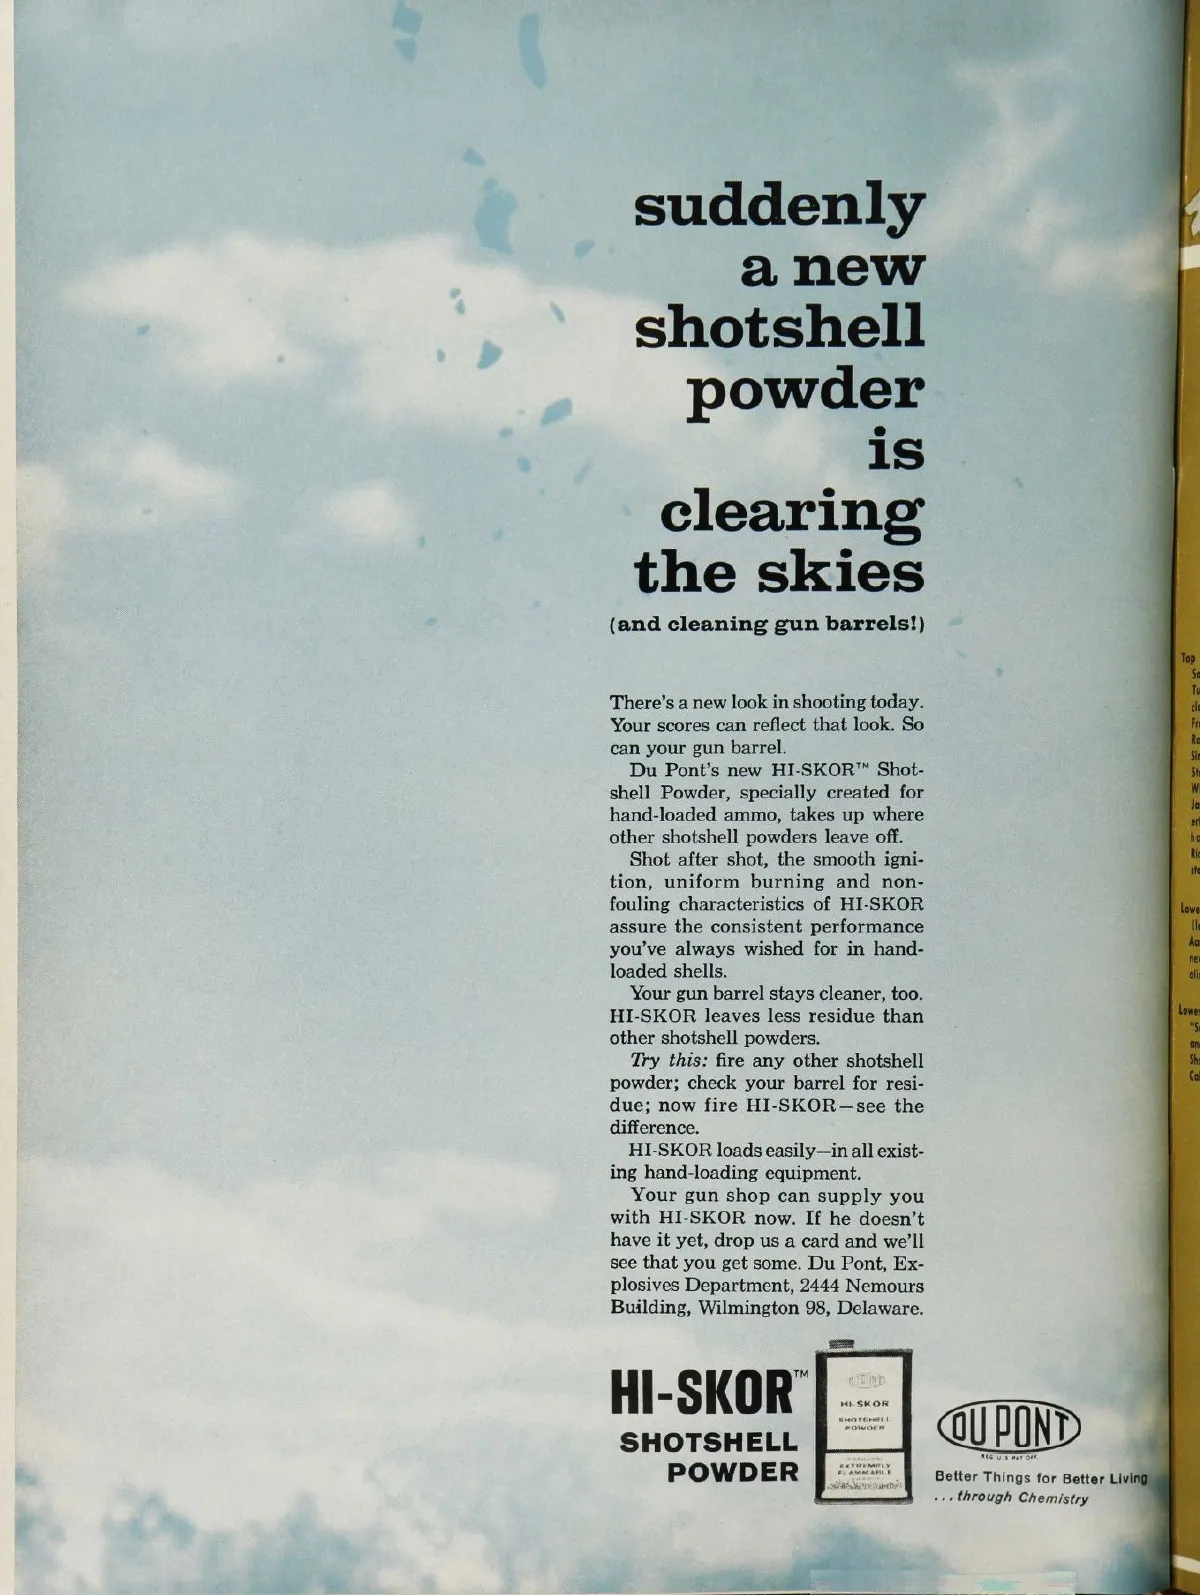 suddenly
a new
shotshell
powder
is
clearing
the skies
(and cleaning gun barrels!)
There's a new look in shooting today.
Your scores can reflect that look. So
can your gun barrel.
Du Pont's new HI-SKOR™ Shot-
shell Powder, specially created for
hand-loaded ammo, takes up where
other shotshell powders leave off.
Shot after shot, the smooth igni-
tion, uniform burning and non-
fouling characteristics of HI-SKOR
assure the consistent performance
you've always wished for in hand-
loaded shells.
Your gun barrel stays cleaner, too.
HI-SKOR leaves less residue than
other shotshell powders.
Try this: fire any other shotshell
powder; check your barrel for resi-
due; now fire HI-SKOR—see the
difference.
HI-SKOR loads easily—in all exist-
ing hand-loading equipment.
Your gun shop can supply you
with HI-SKOR now. If he doesn't
have it yet, drop us a card and we'll
see that you get some. Du Pont, Ex-
plosives Department, 2444 Nemours
Building, Wilmington 98, Delaware.
HI-SKOR™
SHOTSHELL
POWDER
HI-SKOR
SHOTSHELL
POWDER
EXTREMELY
FLAMMABLE
DU PONT
REG. U.S. PAT. OFF.
Better Things for Better Living
...through Chemistry
Top
Lowe
Lowe